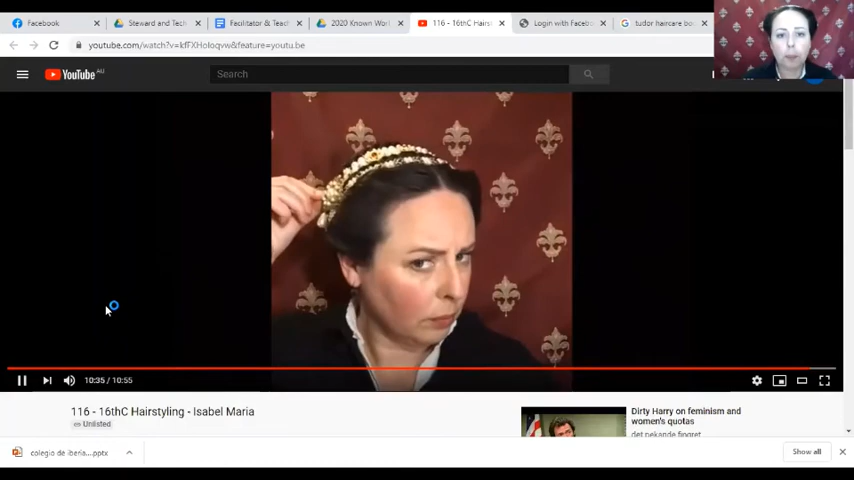 Facebook
Steward and Tech
Facilitator & Teach
2020 Known Worl
116 - 16thC Hairs
Login with Facebo
tudor haircare boo
youtube.com/watch?v=kfFXHoloqvw&feature=youtu.be
YouTube AU
Search
10:35 / 10:55
116 - 16thC Hairstyling - Isabel Maria
Unlisted
Dirty Harry on feminism and
women's quotas
det pekande fingret
colegio de iberia....pptx
Show all